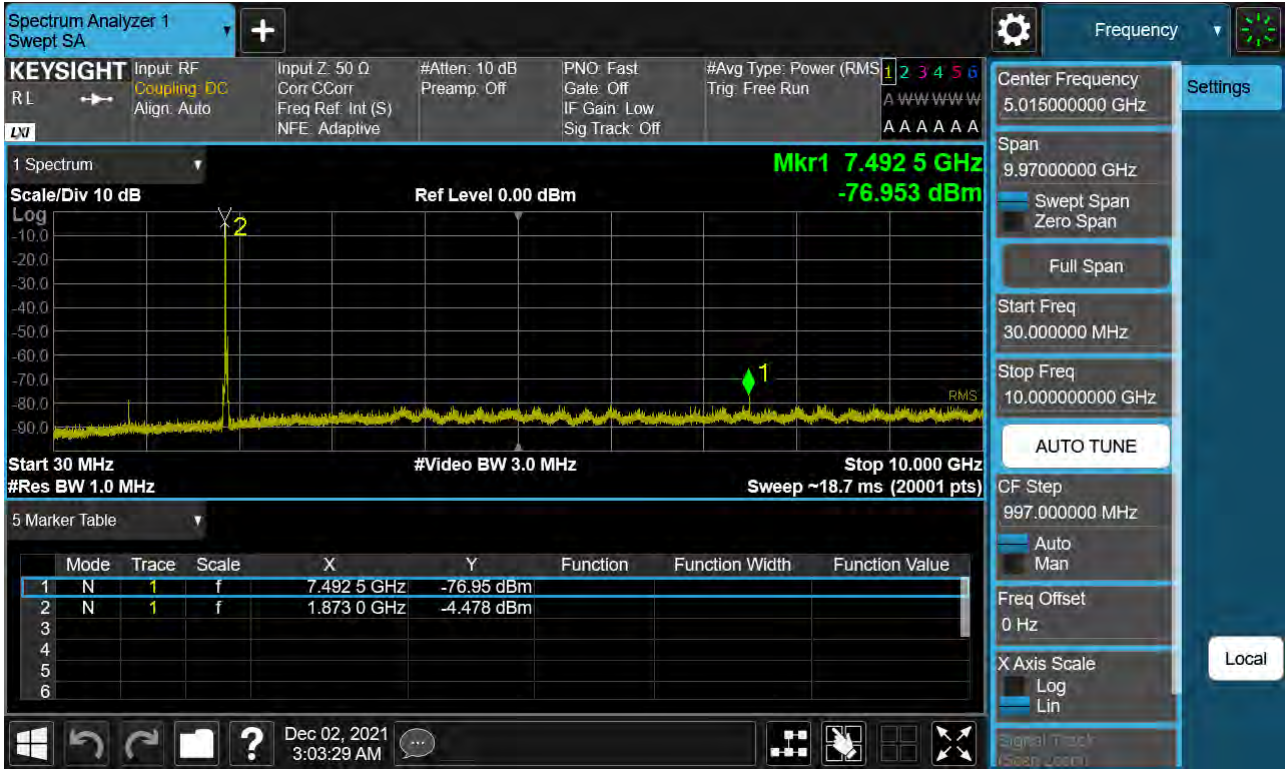 Spectrum Analyzer 1
Swept SA
Frequency
KEYSIGHT
RL
LXI
Input: RF
Coupling: DC
Align: Auto
Input Z: 50 Ω
Corr CCorr
Freq Ref: Int (S)
NFE: Adaptive
#Atten: 10 dB
Preamp: Off
PNO: Fast
Gate: Off
IF Gain: Low
Sig Track: Off
#Avg Type: Power (RMS
Trig: Free Run
1 2 3 4 5 6
A W W W W W
A A A A A A
1 Spectrum
Mkr1 7.492 5 GHz
-76.953 dBm
Scale/Div 10 dB
Ref Level 0.00 dBm
Log
-10.0
-20.0
-30.0
-40.0
-50.0
-60.0
-70.0
-80.0
-90.0
2
1
RMS
Start 30 MHz
#Video BW 3.0 MHz
Stop 10.000 GHz
#Res BW 1.0 MHz
Sweep ~18.7 ms (20001 pts)
5 Marker Table
Mode Trace Scale X Y Function Function Width Function Value
1 N 1 f 7.492 5 GHz -76.95 dBm
2 N 1 f 1.873 0 GHz -4.478 dBm
3
4
5
6
Dec 02, 2021
3:03:29 AM
Center Frequency
5.015000000 GHz
Settings
Span
9.97000000 GHz
Swept Span
Zero Span
Full Span
Start Freq
30.000000 MHz
Stop Freq
10.000000000 GHz
AUTO TUNE
CF Step
997.000000 MHz
Auto
Man
Freq Offset
0 Hz
X Axis Scale
Log
Lin
Local
Signal Track
(Span Zoom)